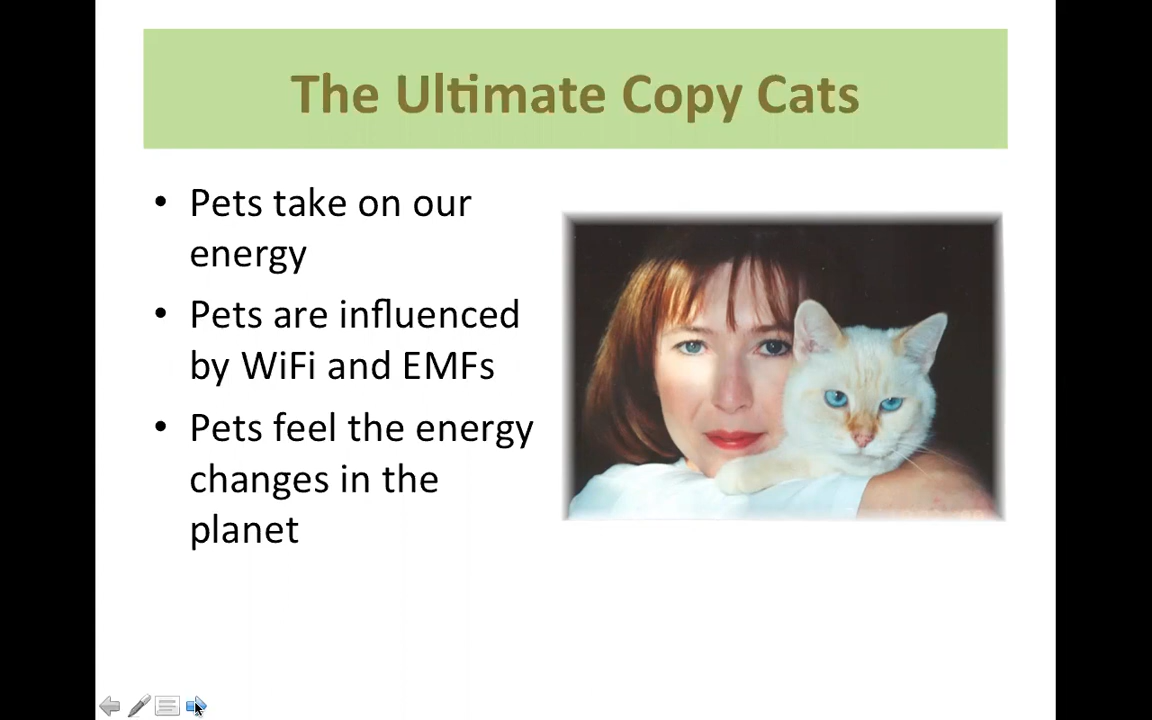 The Ultimate Copy Cats
• Pets take on our
energy
• Pets are influenced
by WiFi and EMFs
• Pets feel the energy
changes in the
planet